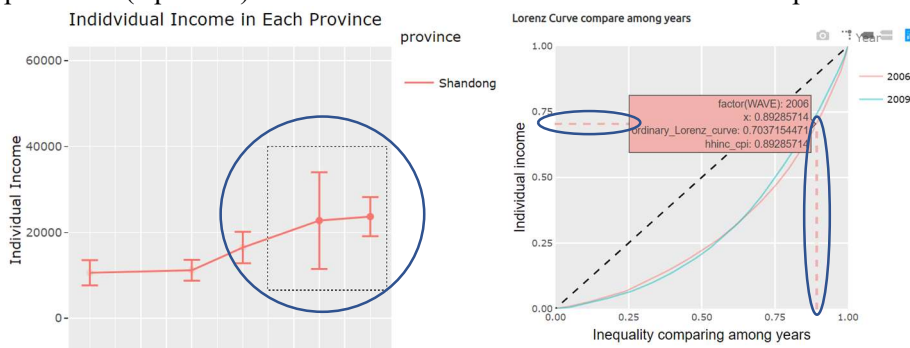 Indidvidual Income in Each Province
province
Shandong
60000
40000
20000
0
Individual Income
Lorenz Curve compare among years
Year
2006
2009
1.00
0.75
0.50
0.25
0.00
factor(WAVE): 2006
x: 0.89285714
ordinary_Lorenz_curve: 0.7037154471
hhinc_cpi: 0.89285714
Individual income
0.00 0.25 0.50 0.75 1.00
Inequality comparing among years